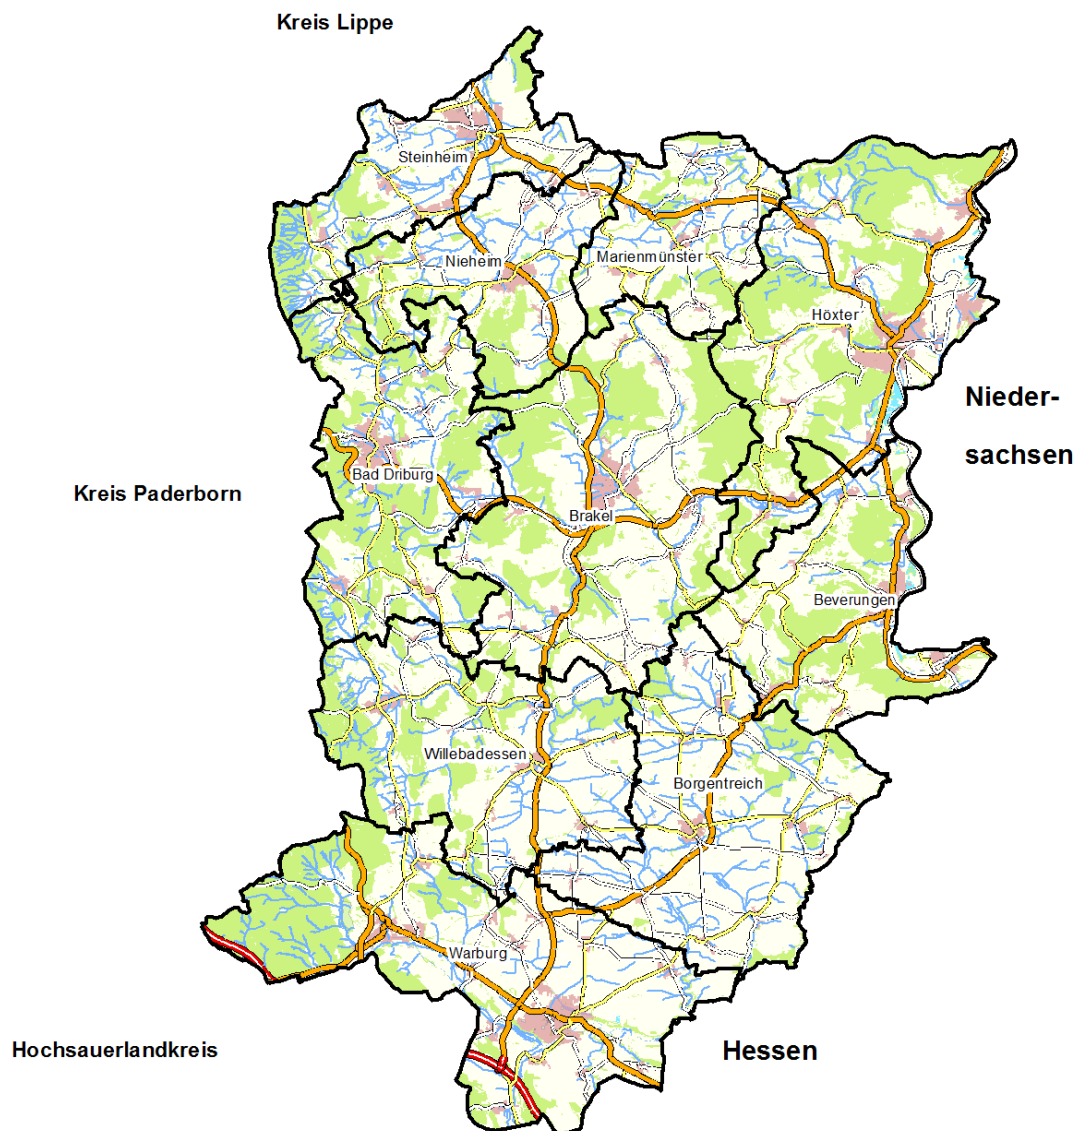 Kreis Lippe
Steinheim
Nieheim
Marienmünster
Höxter
Nieder-
sachsen
Bad Driburg
Kreis Paderborn
Brakel
Beverungen
Willebadessen
Borgentreich
Warburg
Hochsauerlandkreis
Hessen